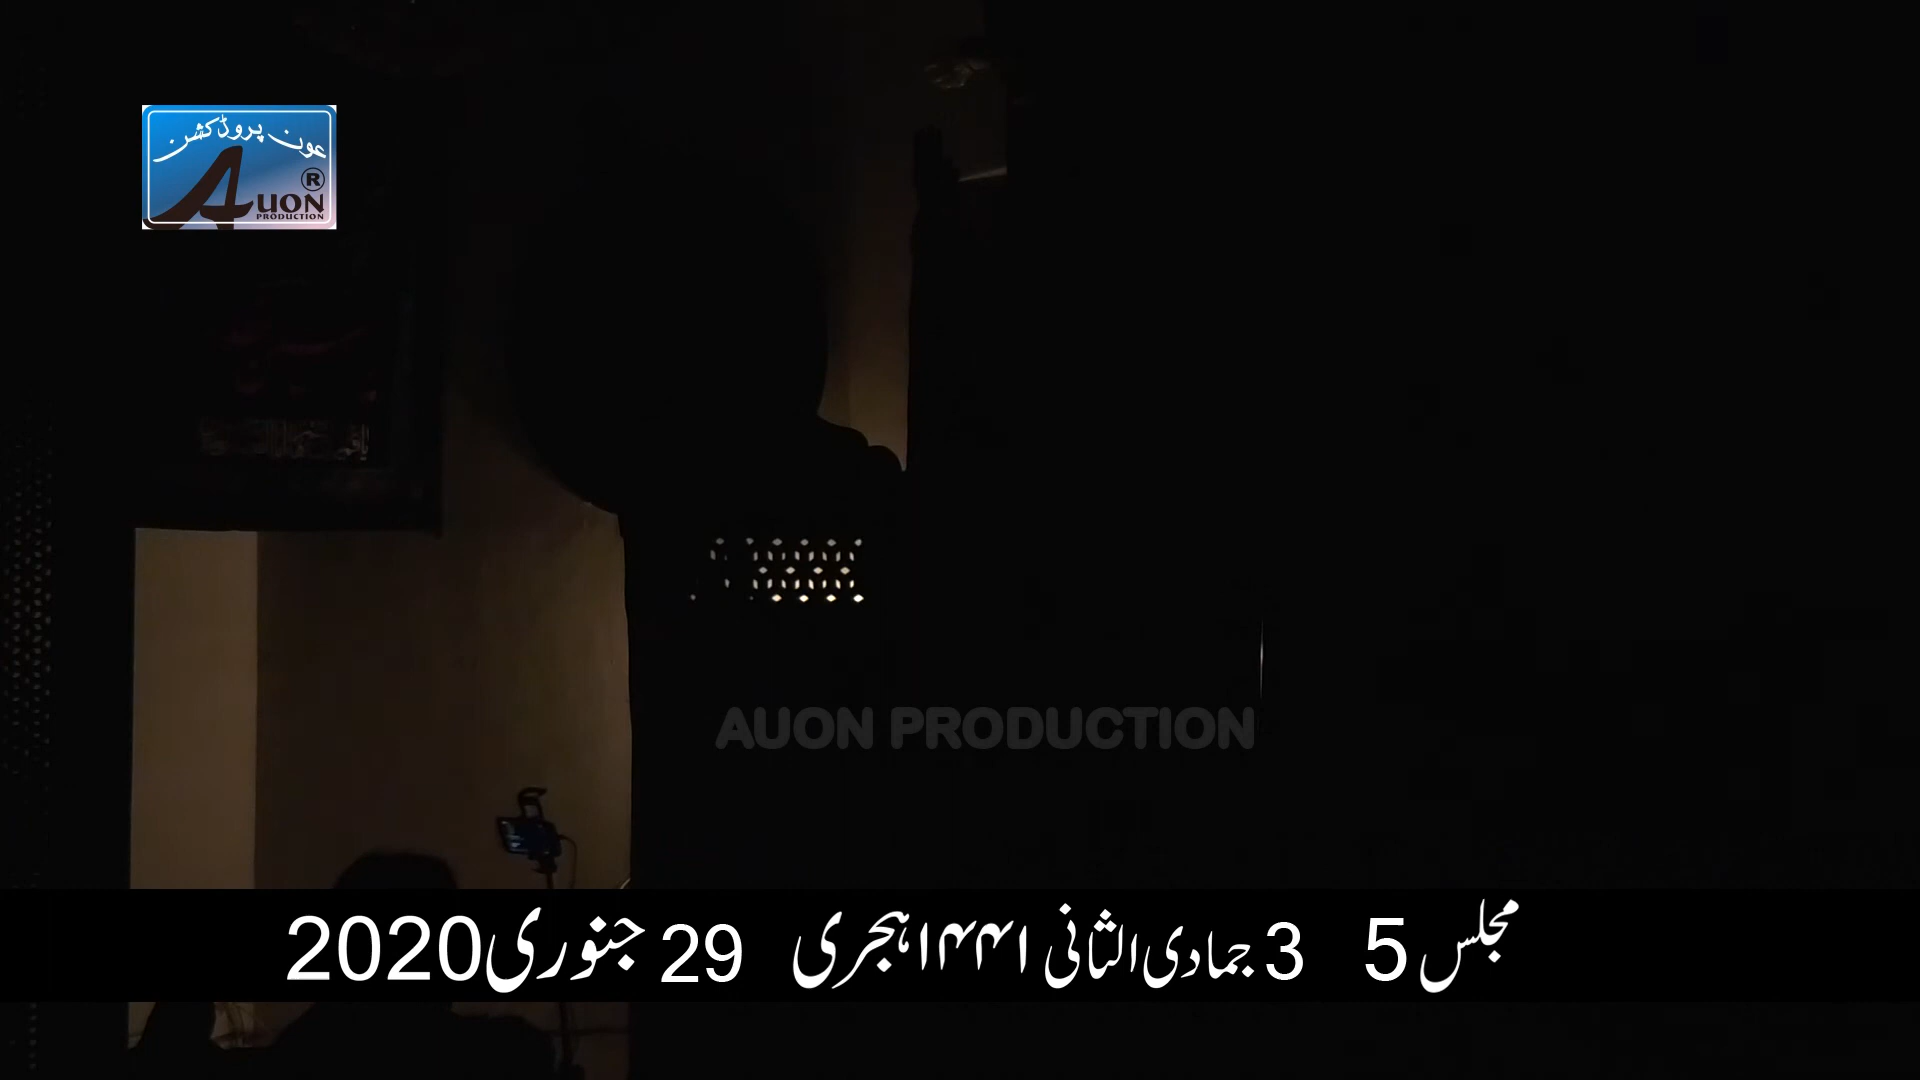 عون پروڈکشن
AUON
PRODUCTION
®
AUON PRODUCTION
مجلس 5 3 جمادی الثانی ۱۴۴۱ ہجری 29 جنوری 2020